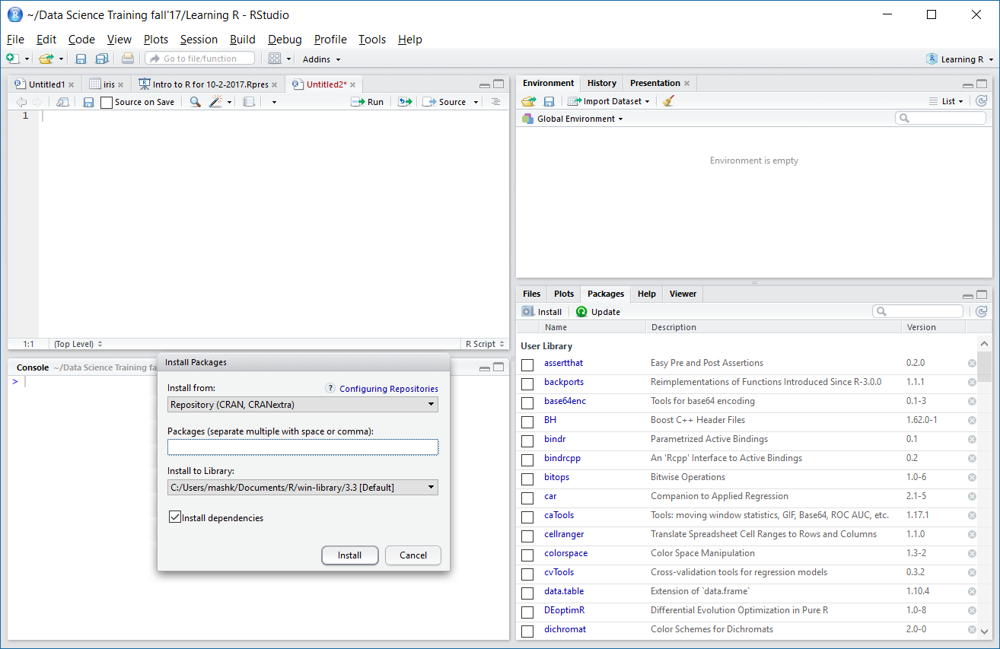 ~/Data Science Training fall'17/Learning R - RStudio
File Edit Code View Plots Session Build Debug Profile Tools Help
Go to file/function Addins Learning R
Untitled1 iris Intro to R for 10-2-2017.Rpres Untitled2*
Source on Save Run Source
1
1:1 (Top Level) R Script
Console ~/Data Science Training fa
>
Install Packages
Install from: ? Configuring Repositories
Repository (CRAN, CRANextra)
Packages (separate multiple with space or comma):
Install to Library:
C:/Users/mashk/Documents/R/win-library/3.3 [Default]
Install dependencies
Install Cancel
Environment History Presentation
Import Dataset List
Global Environment
Environment is empty
Files Plots Packages Help Viewer
Install Update
Name Description Version
User Library
assertthat Easy Pre and Post Assertions 0.2.0
backports Reimplementations of Functions Introduced Since R-3.0.0 1.1.1
base64enc Tools for base64 encoding 0.1-3
BH Boost C++ Header Files 1.62.0-1
bindr Parametrized Active Bindings 0.1
bindrcpp An 'Rcpp' Interface to Active Bindings 0.2
bitops Bitwise Operations 1.0-6
car Companion to Applied Regression 2.1-5
caTools Tools: moving window statistics, GIF, Base64, ROC AUC, etc. 1.17.1
cellranger Translate Spreadsheet Cell Ranges to Rows and Columns 1.1.0
colorspace Color Space Manipulation 1.3-2
cvTools Cross-validation tools for regression models 0.3.2
data.table Extension of `data.frame` 1.10.4
DEoptimR Differential Evolution Optimization in Pure R 1.0-8
dichromat Color Schemes for Dichromats 2.0-0